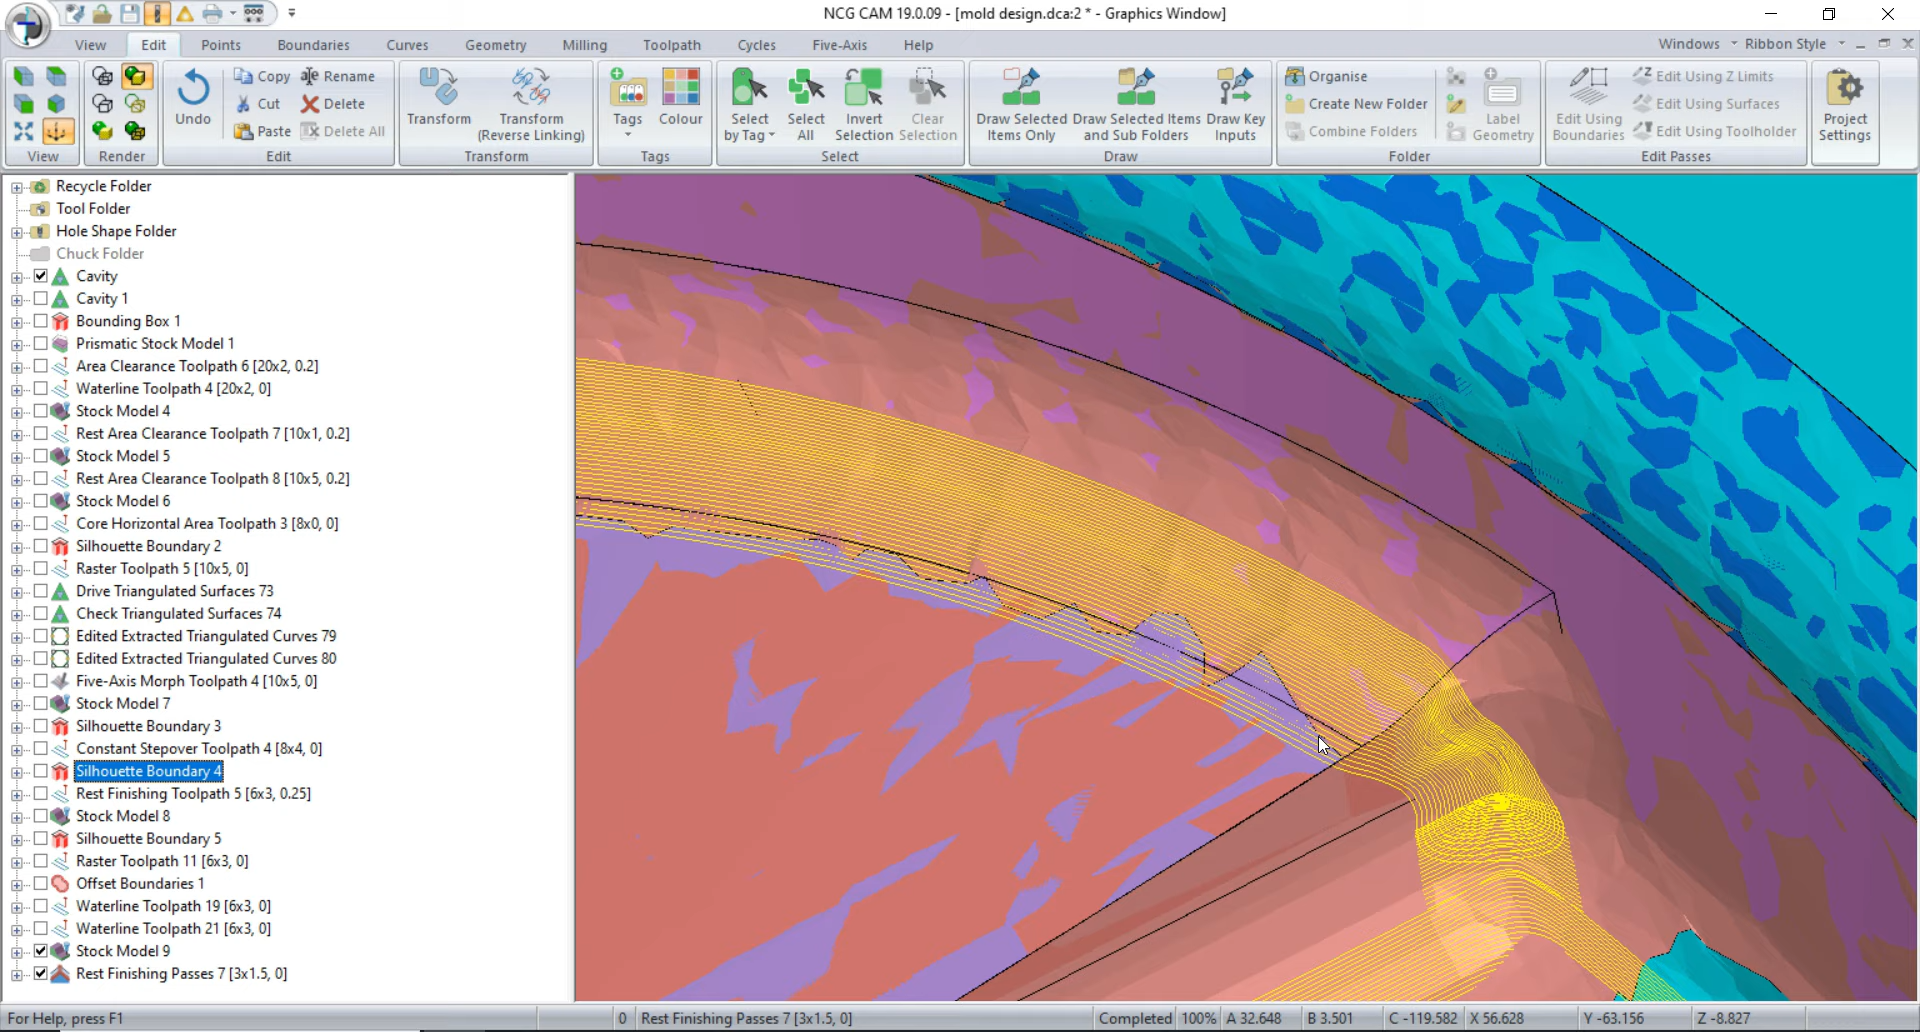 NCG CAM 19.0.09 - [mold design.dca:2 * - Graphics Window]
View Edit Points Boundaries Curves Geometry Milling Toolpath Cycles Five-Axis Help Windows Ribbon Style
Undo
Copy Rename
Cut Delete
Paste Delete All
Transform
Transform
(Reverse Linking)
Tags
Colour
Select
by Tag
Select
All
Invert
Selection
Clear
Selection
Draw Selected
Items Only
Draw Selected Items
and Sub Folders
Draw Key
Inputs
Organise
Create New Folder
Combine Folders
Label
Geometry
Edit Using
Boundaries
Edit Using Z Limits
Edit Using Surfaces
Edit Using Toolholder
Project
Settings
View Render Edit Transform Tags Select Draw Folder Edit Passes
Recycle Folder
Tool Folder
Hole Shape Folder
Chuck Folder
Cavity
Cavity 1
Bounding Box 1
Prismatic Stock Model 1
Area Clearance Toolpath 6 [20x2, 0.2]
Waterline Toolpath 4 [20x2, 0]
Stock Model 4
Rest Area Clearance Toolpath 7 [10x1, 0.2]
Stock Model 5
Rest Area Clearance Toolpath 8 [10x5, 0.2]
Stock Model 6
Core Horizontal Area Toolpath 3 [8x0, 0]
Silhouette Boundary 2
Raster Toolpath 5 [10x5, 0]
Drive Triangulated Surfaces 73
Check Triangulated Surfaces 74
Edited Extracted Triangulated Curves 79
Edited Extracted Triangulated Curves 80
Five-Axis Morph Toolpath 4 [10x5, 0]
Stock Model 7
Silhouette Boundary 3
Constant Stepover Toolpath 4 [8x4, 0]
Silhouette Boundary 4
Rest Finishing Toolpath 5 [6x3, 0.25]
Stock Model 8
Silhouette Boundary 5
Raster Toolpath 11 [6x3, 0]
Offset Boundaries 1
Waterline Toolpath 19 [6x3, 0]
Waterline Toolpath 21 [6x3, 0]
Stock Model 9
Rest Finishing Passes 7 [3x1.5, 0]
For Help, press F1 0 Rest Finishing Passes 7 [3x1.5, 0] Completed 100% A 32.648 B 3.501 C -119.582 X 56.628 Y -63.156 Z -8.827